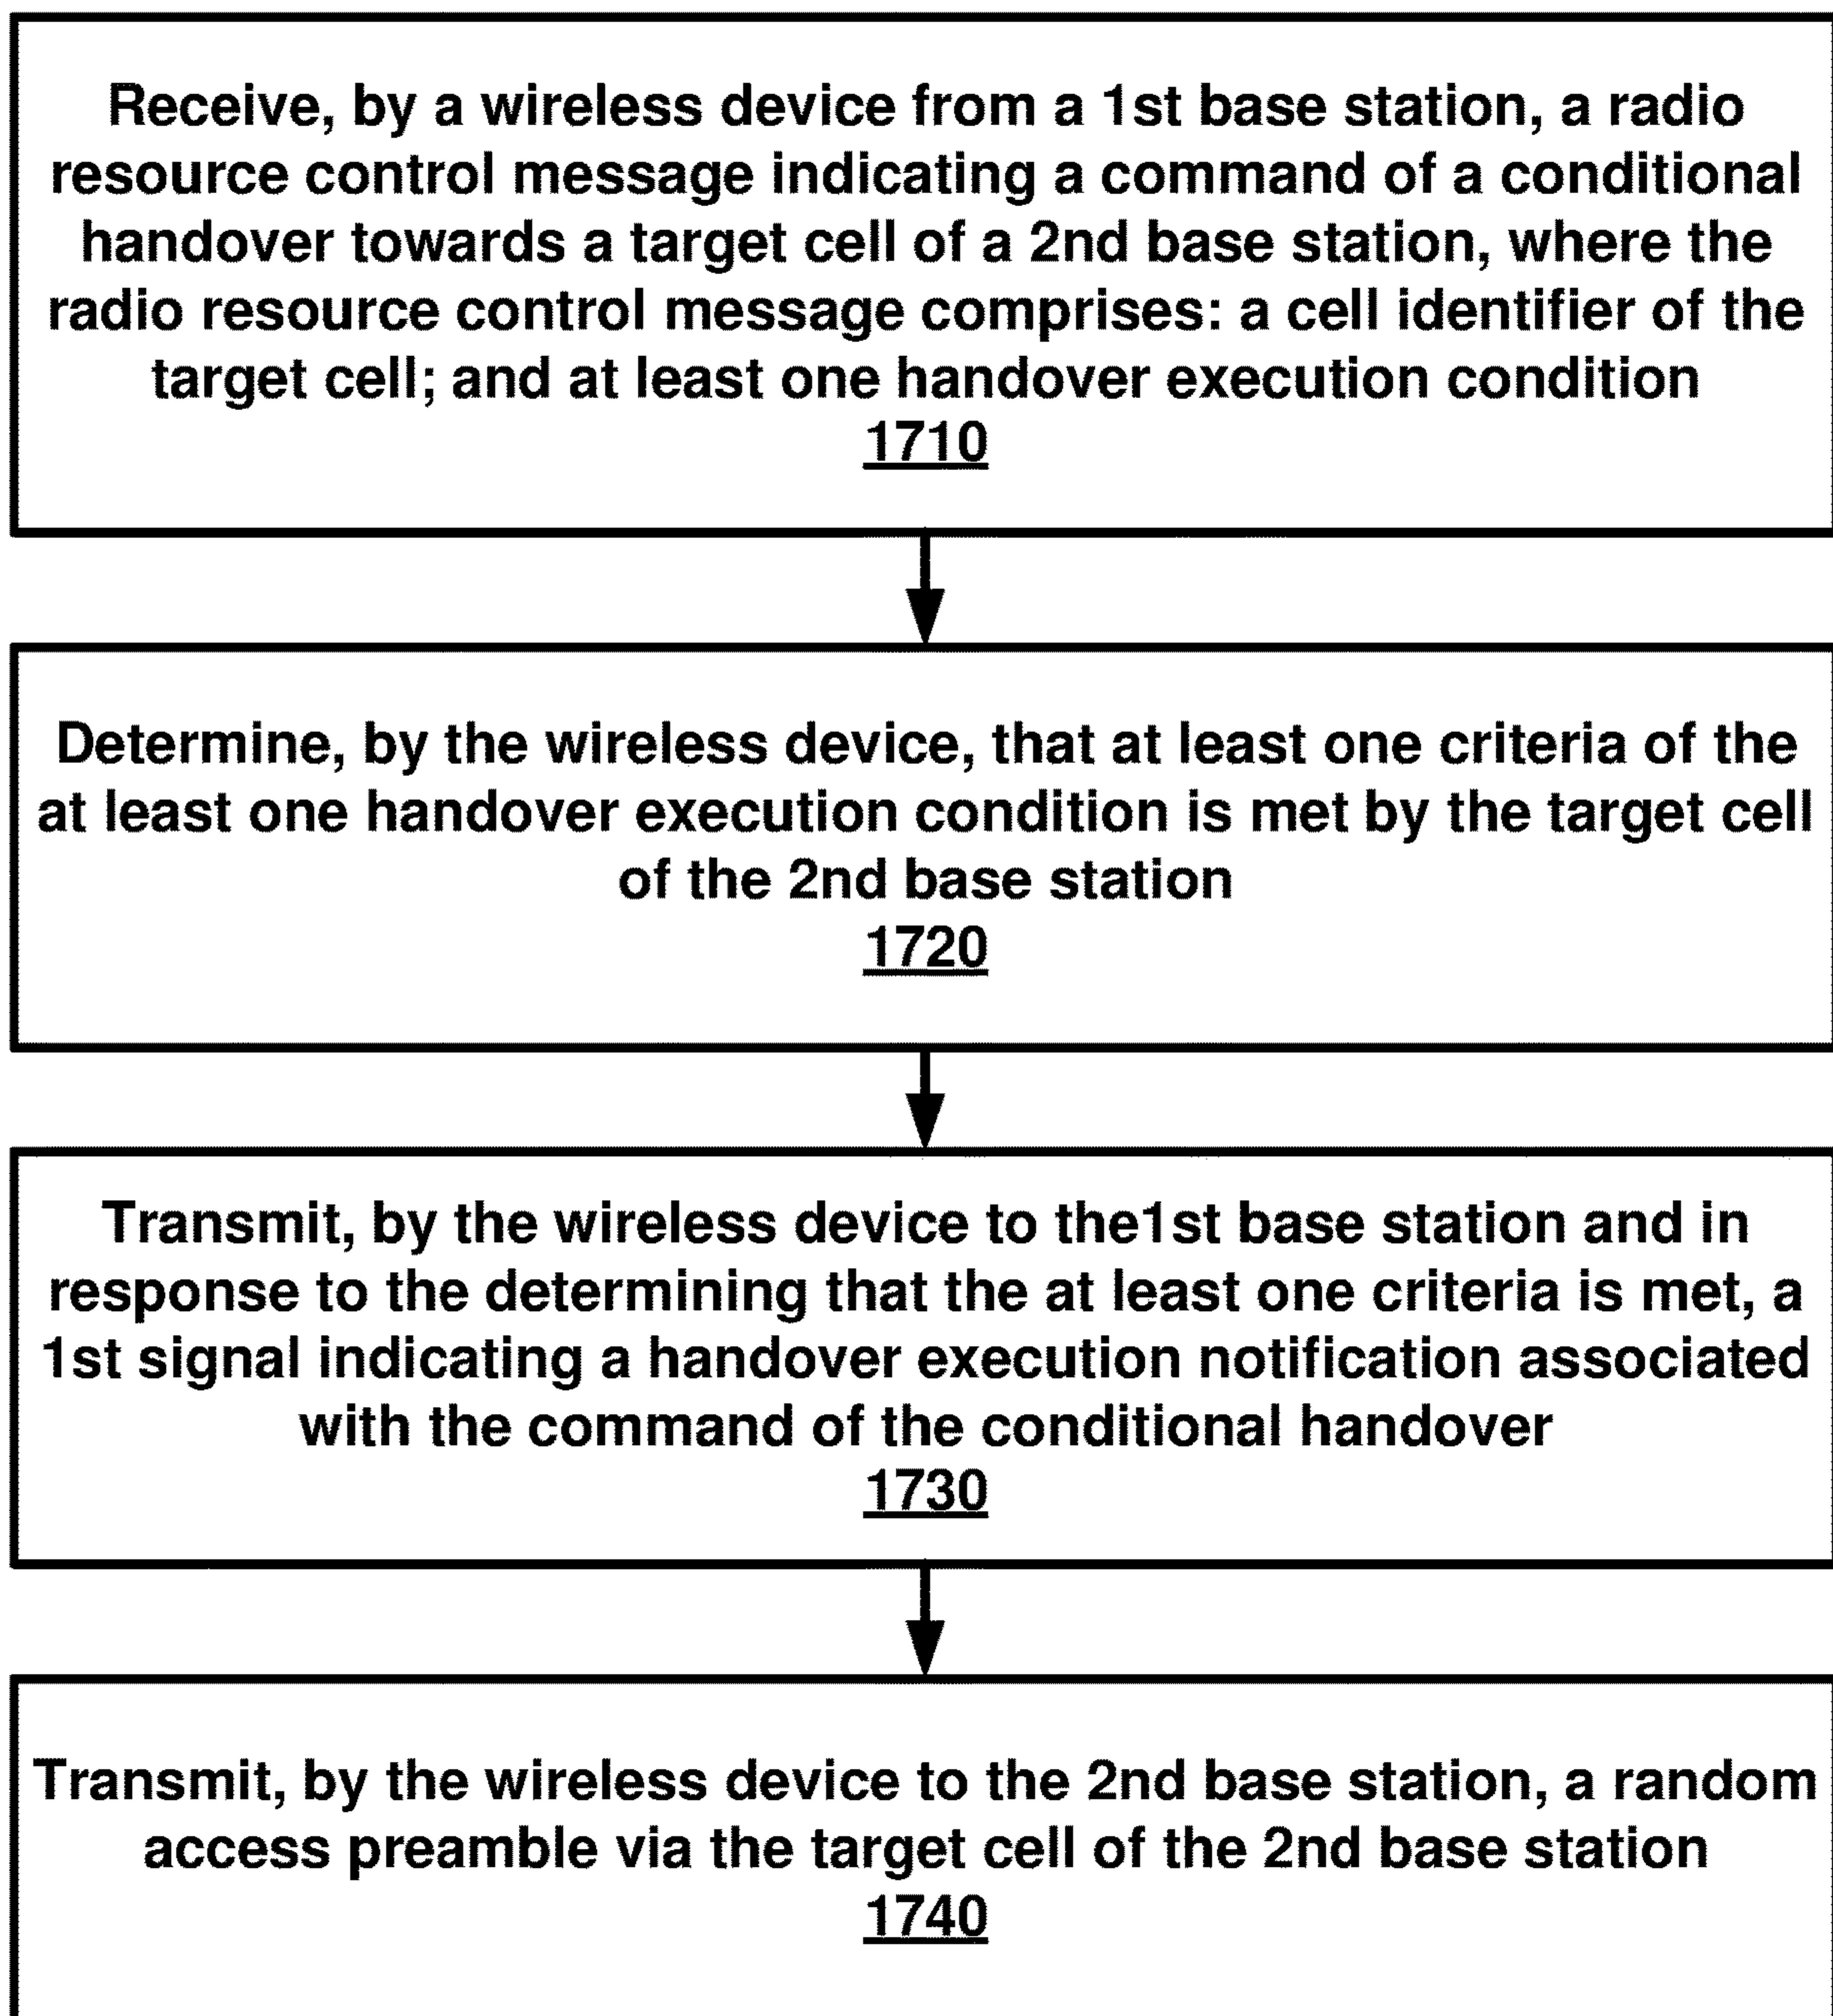 Receive, by a wireless device from a 1st base station, a radio
resource control message indicating a command of a conditional
handover towards a target cell of a 2nd base station, where the
radio resource control message comprises: a cell identifier of the
target cell; and at least one handover execution condition
1710
Determine, by the wireless device, that at least one criteria of the
at least one handover execution condition is met by the target cell
of the 2nd base station
1720
Transmit, by the wireless device to the1st base station and in
response to the determining that the at least one criteria is met, a
1st signal indicating a handover execution notification associated
with the command of the conditional handover
1730
Transmit, by the wireless device to the 2nd base station, a random
access preamble via the target cell of the 2nd base station
1740